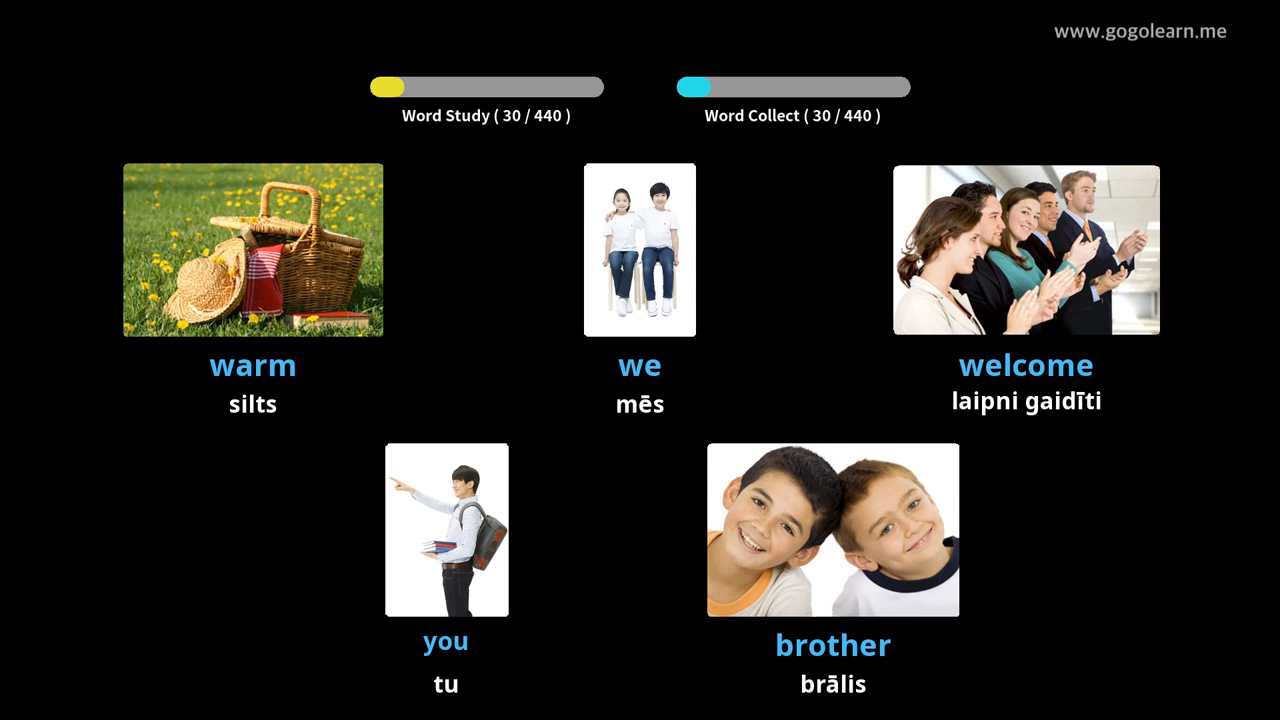 www.gogolearn.me
Word Study ( 30 / 440 )
Word Collect ( 30 / 440 )
warm
silts
we
mēs
welcome
laipni gaidīti
you
tu
brother
brālis